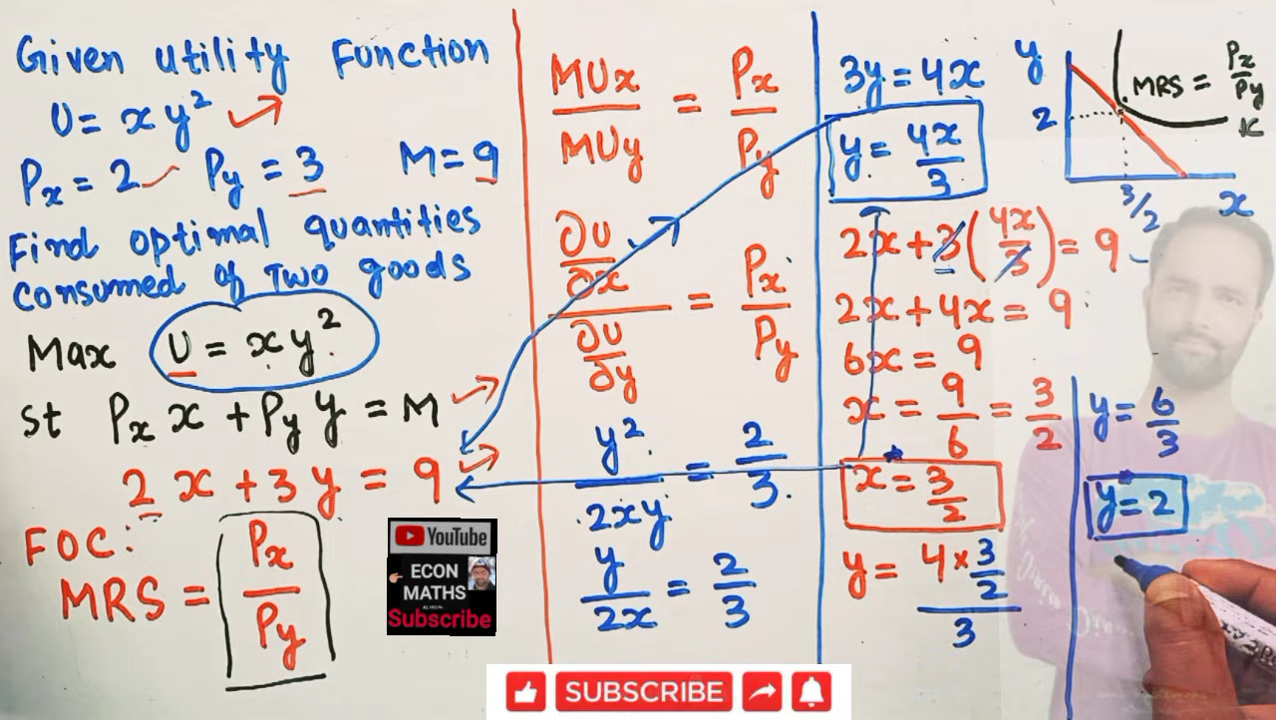 Given utility Function
U = xy²
Px = 2 Py = 3 M = 9
Find optimal quantities
consumed of Two goods
Max U = xy²
st Px x + Py y = M
2x + 3y = 9
FOC:
MRS = Px/Py
YouTube
ECON
MATHS
Subscribe
MUx/MUy = Px/Py
(∂U/∂x)/(∂U/∂y) = Px/Py
y²/2xy = 2/3
y/2x = 2/3
3y = 4x
y = 4x/3
2x + 3(4x/3) = 9
2x + 4x = 9
6x = 9
x = 9/6 = 3/2
x* = 3/2
y = (4 × 3/2)/3
y
MRS = Px/Py
2
IC
3/2
x
y = 6/3
y* = 2
SUBSCRIBE